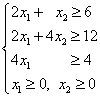 2x₁ + x₂ ≥ 6
2x₁ + 4x₂ ≥ 12
4x₁ ≥ 4
x₁ ≥ 0, x₂ ≥ 0